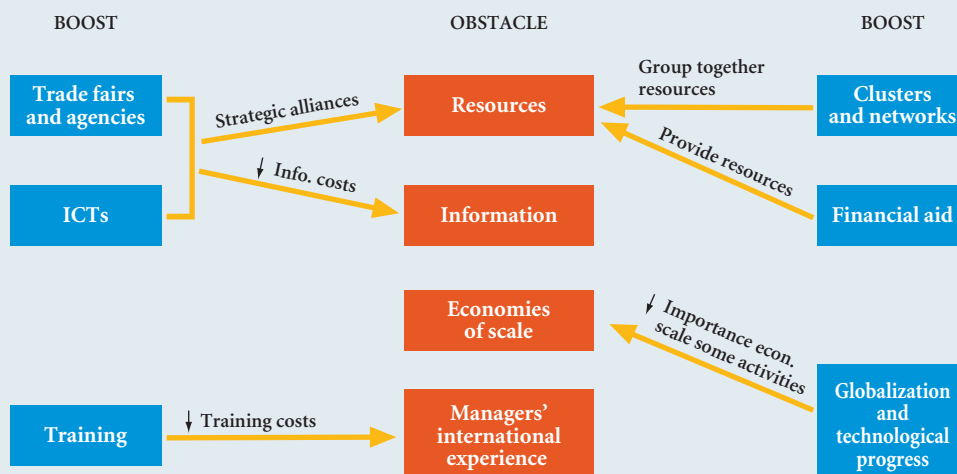 BOOST
OBSTACLE
BOOST
Trade fairs
and agencies
Strategic alliances
Resources
Group together
resources
Clusters
and networks
Provide resources
ICTs
↓ Info. costs
Information
Financial aid
Economies
of scale
↓ Importance econ.
scale some activities
Training
↓ Training costs
Managers'
international
experience
Globalization
and
technological
progress